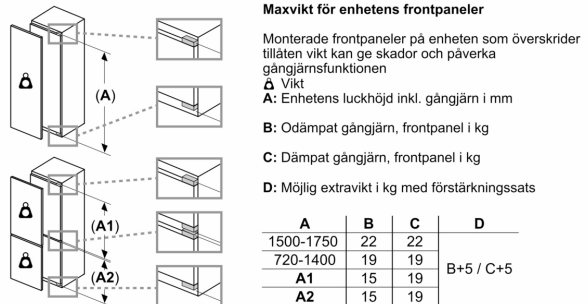 Maxvikt för enhetens frontpaneler
Monterade frontpaneler på enheten som överskrider
tillåten vikt kan ge skador och påverka
gångjärnsfunktionen
Vikt
A: Enhetens luckhöjd inkl. gångjärn i mm
B: Odämpat gångjärn, frontpanel i kg
C: Dämpat gångjärn, frontpanel i kg
D: Möjlig extravikt i kg med förstärkningssats
(A)
(A1)
(A2)
A B C D
1500-1750 22 22
720-1400 19 19
B+5 / C+5
A1 15 19
A2 15 19